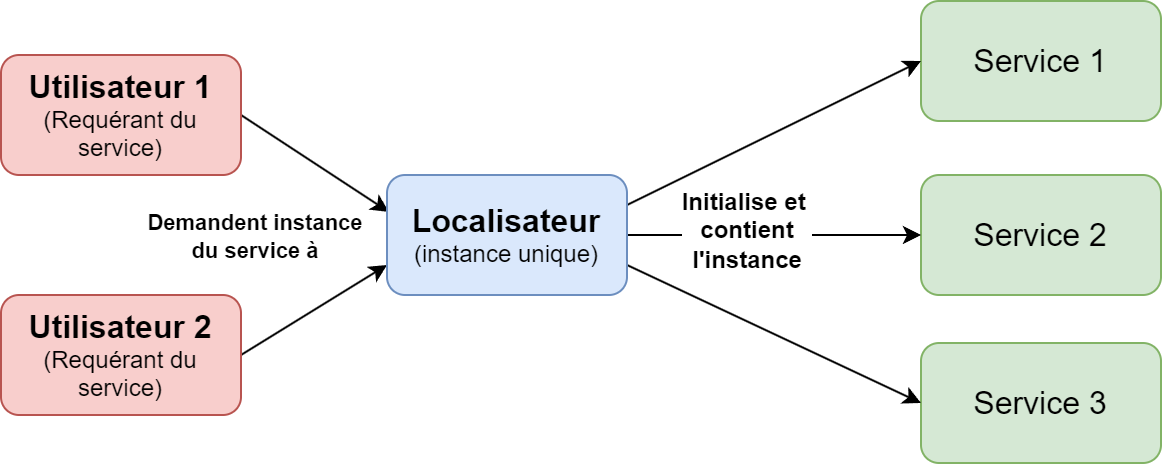 Utilisateur 1
(Requérant du
service)
Demandent instance
du service à
Utilisateur 2
(Requérant du
service)
Localisateur
(instance unique)
Initialise et
contient
l'instance
Service 1
Service 2
Service 3